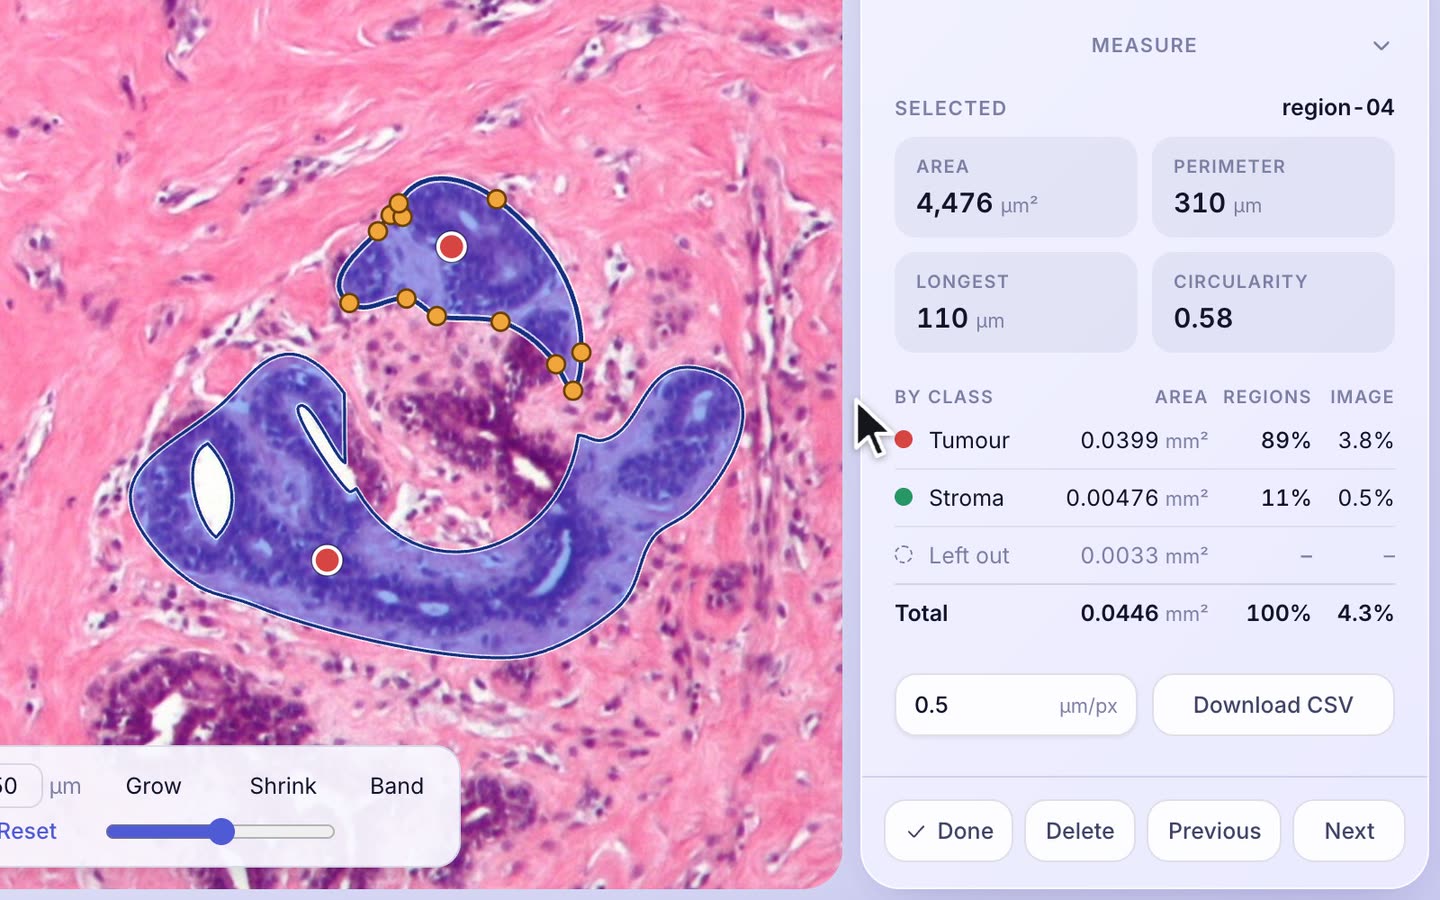 MEASURE
SELECTED region-04
AREA
4,476 µm²
PERIMETER
310 µm
LONGEST
110 µm
CIRCULARITY
0.58
BY CLASS AREA REGIONS IMAGE
Tumour 0.0399 mm² 89% 3.8%
Stroma 0.00476 mm² 11% 0.5%
Left out 0.0033 mm² – –
Total 0.0446 mm² 100% 4.3%
0.5 µm/px Download CSV
µm Grow Shrink Band
Reset
Done Delete Previous Next